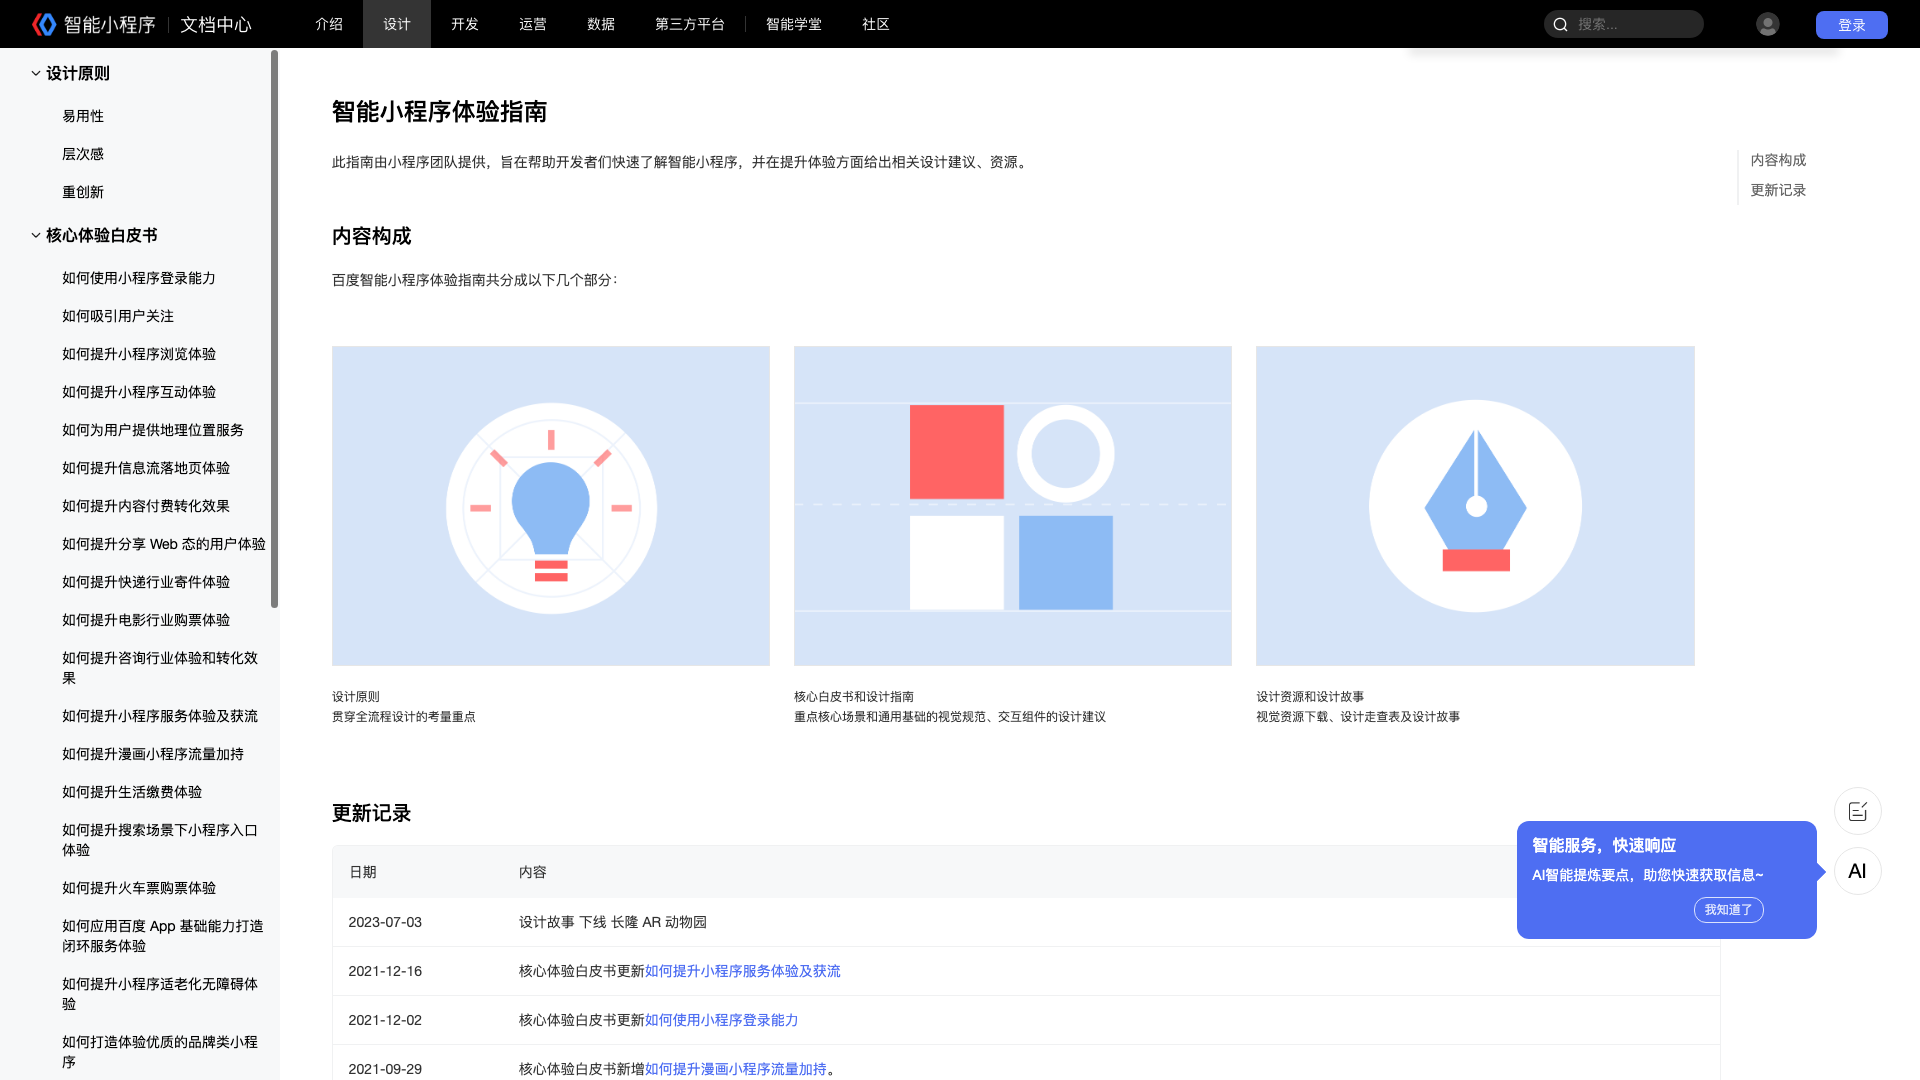 智能小程序 文档中心 介绍 设计 开发 运营 数据 第三方平台 智能学堂 社区 搜索... 登录
设计原则
易用性
层次感
重创新
核心体验白皮书
如何使用小程序登录能力
如何吸引用户关注
如何提升小程序浏览体验
如何提升小程序互动体验
如何为用户提供地理位置服务
如何提升信息流落地页体验
如何提升内容付费转化效果
如何提升分享 Web 态的用户体验
如何提升快递行业寄件体验
如何提升电影行业购票体验
如何提升咨询行业体验和转化效
果
如何提升小程序服务体验及获流
如何提升漫画小程序流量加持
如何提升生活缴费体验
如何提升搜索场景下小程序入口
体验
如何提升火车票购票体验
如何应用百度 App 基础能力打造
闭环服务体验
如何提升小程序适老化无障碍体
验
如何打造体验优质的品牌类小程
序
智能小程序体验指南
此指南由小程序团队提供，旨在帮助开发者们快速了解智能小程序，并在提升体验方面给出相关设计建议、资源。
内容构成
百度智能小程序体验指南共分成以下几个部分：
设计原则
贯穿全流程设计的考量重点
核心白皮书和设计指南
重点核心场景和通用基础的视觉规范、交互组件的设计建议
设计资源和设计故事
视觉资源下载、设计走查表及设计故事
更新记录
日期 内容
2023-07-03 设计故事 下线 长隆 AR 动物园
2021-12-16 核心体验白皮书更新如何提升小程序服务体验及获流
2021-12-02 核心体验白皮书更新如何使用小程序登录能力
2021-09-29 核心体验白皮书新增如何提升漫画小程序流量加持。
内容构成
更新记录
智能服务，快速响应
AI智能提炼要点，助您快速获取信息~
我知道了
AI